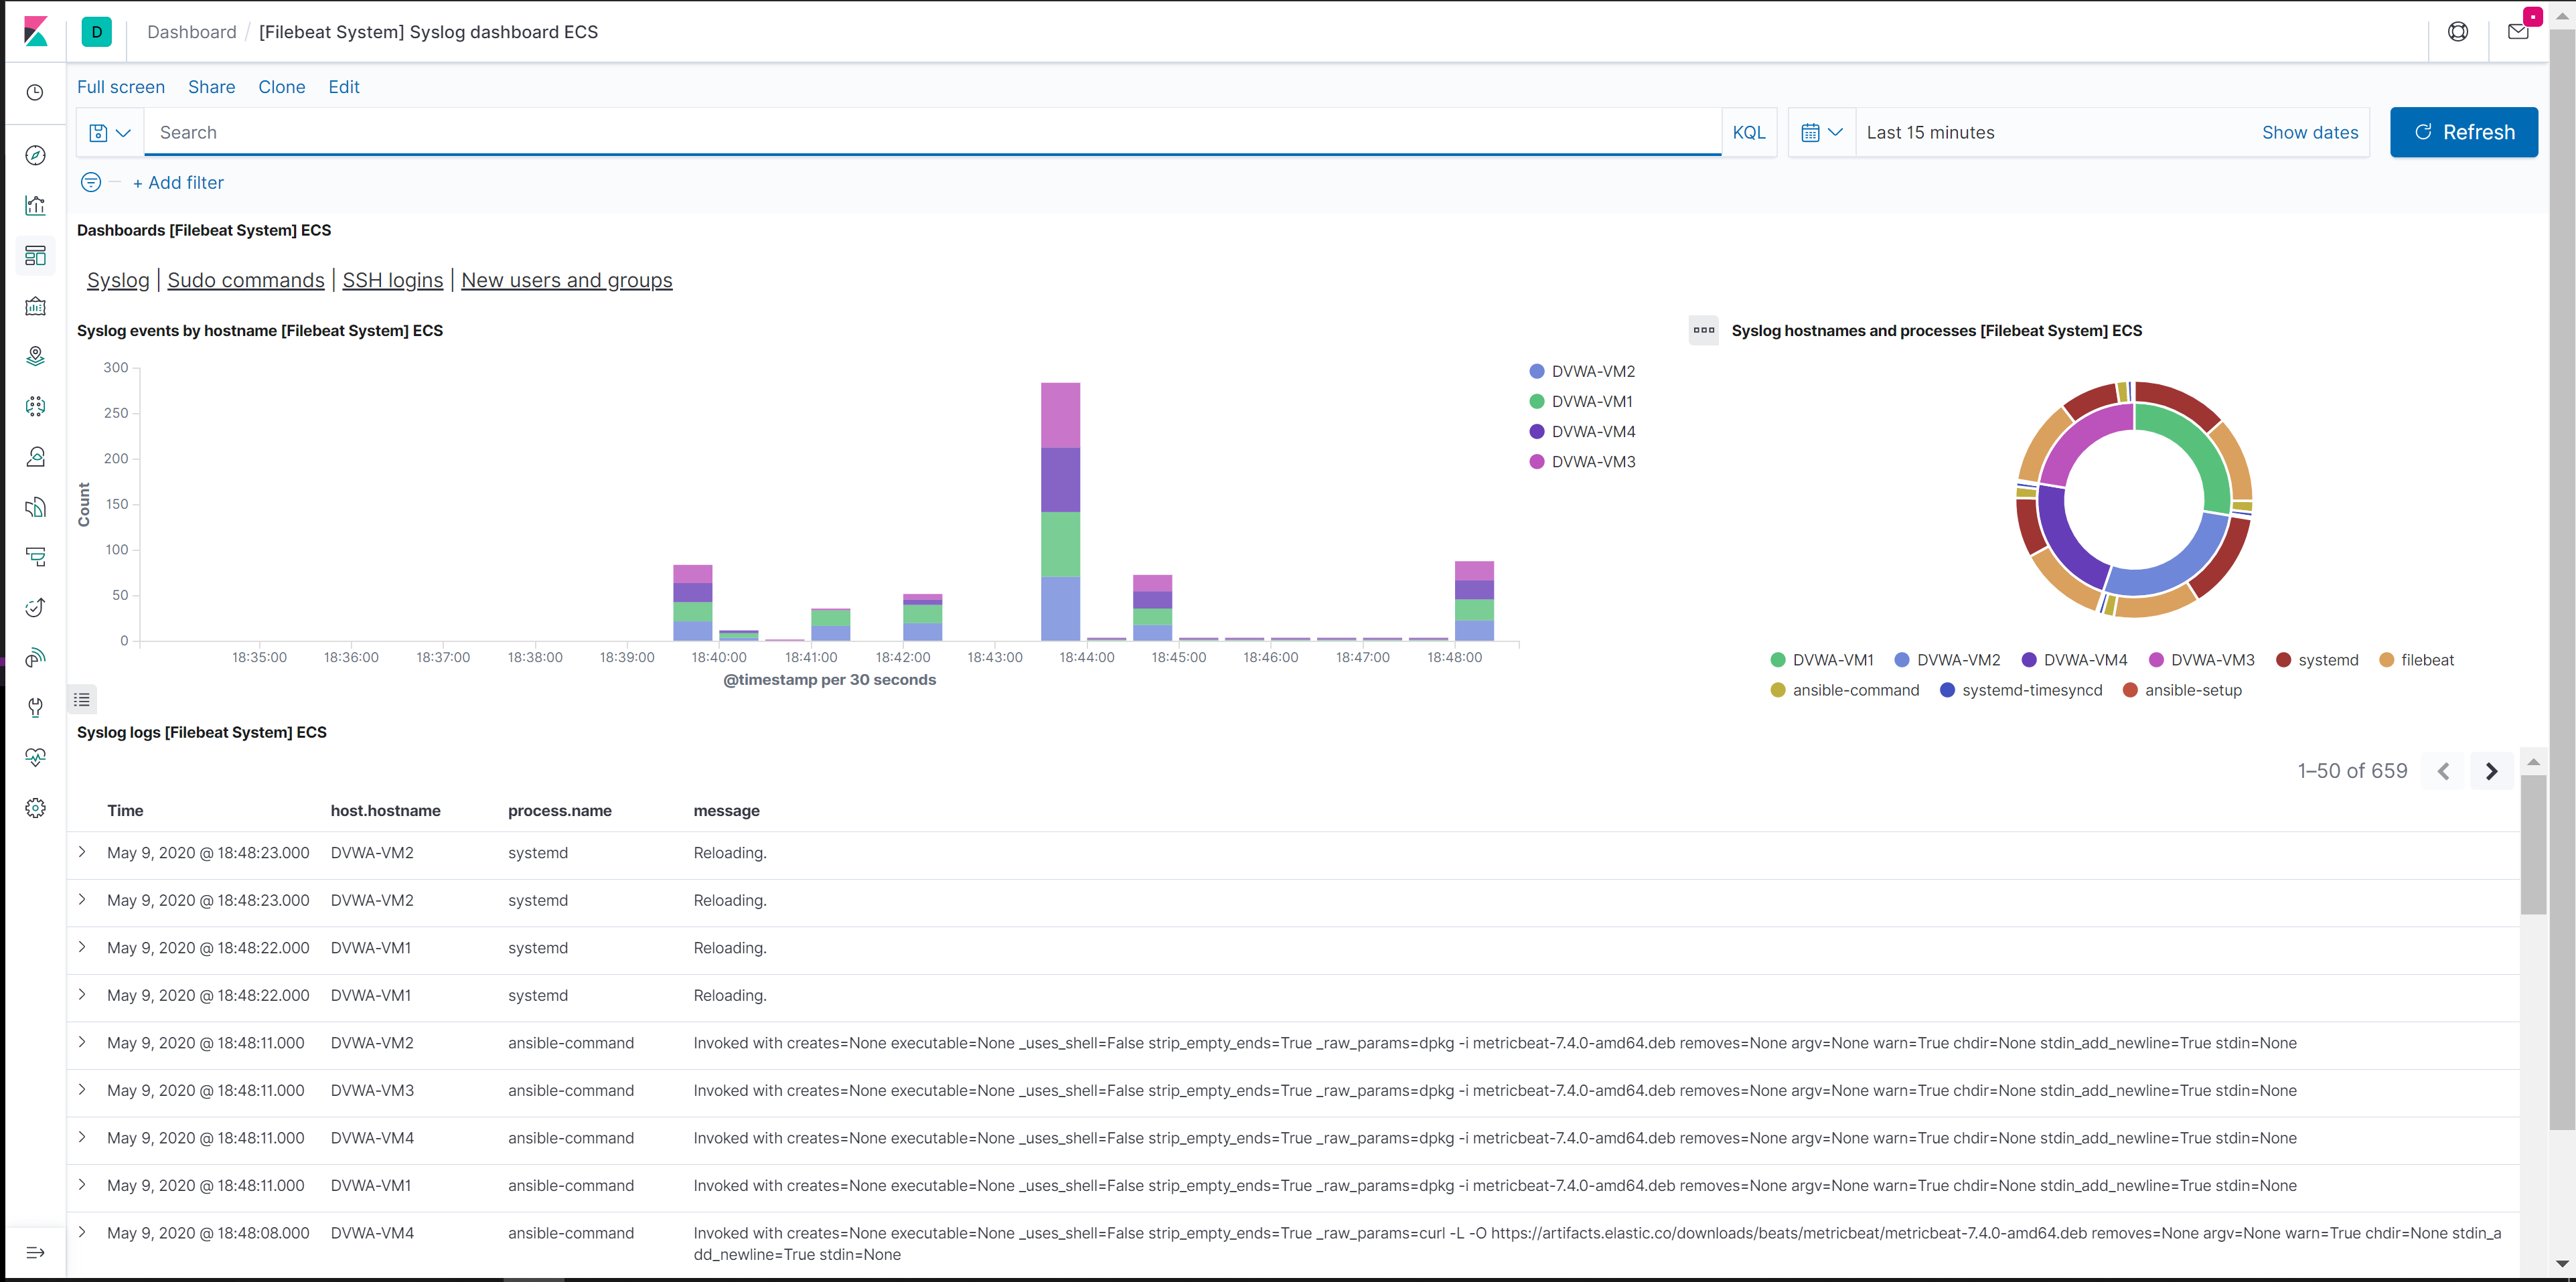 D Dashboard / [Filebeat System] Syslog dashboard ECS
Full screen Share Clone Edit
Search KQL Last 15 minutes Show dates Refresh
+ Add filter
Dashboards [Filebeat System] ECS
Syslog | Sudo commands | SSH logins | New users and groups
Syslog events by hostname [Filebeat System] ECS
300
250
200
150
100
50
0
Count
18:35:00 18:36:00 18:37:00 18:38:00 18:39:00 18:40:00 18:41:00 18:42:00 18:43:00 18:44:00 18:45:00 18:46:00 18:47:00 18:48:00
@timestamp per 30 seconds
DVWA-VM2
DVWA-VM1
DVWA-VM4
DVWA-VM3
Syslog hostnames and processes [Filebeat System] ECS
DVWA-VM1 DVWA-VM2 DVWA-VM4 DVWA-VM3 systemd filebeat
ansible-command systemd-timesyncd ansible-setup
Syslog logs [Filebeat System] ECS
1–50 of 659
Time host.hostname process.name message
May 9, 2020 @ 18:48:23.000 DVWA-VM2 systemd Reloading.
May 9, 2020 @ 18:48:23.000 DVWA-VM2 systemd Reloading.
May 9, 2020 @ 18:48:22.000 DVWA-VM1 systemd Reloading.
May 9, 2020 @ 18:48:22.000 DVWA-VM1 systemd Reloading.
May 9, 2020 @ 18:48:11.000 DVWA-VM2 ansible-command Invoked with creates=None executable=None _uses_shell=False strip_empty_ends=True _raw_params=dpkg -i metricbeat-7.4.0-amd64.deb removes=None argv=None warn=True chdir=None stdin_add_newline=True stdin=None
May 9, 2020 @ 18:48:11.000 DVWA-VM3 ansible-command Invoked with creates=None executable=None _uses_shell=False strip_empty_ends=True _raw_params=dpkg -i metricbeat-7.4.0-amd64.deb removes=None argv=None warn=True chdir=None stdin_add_newline=True stdin=None
May 9, 2020 @ 18:48:11.000 DVWA-VM4 ansible-command Invoked with creates=None executable=None _uses_shell=False strip_empty_ends=True _raw_params=dpkg -i metricbeat-7.4.0-amd64.deb removes=None argv=None warn=True chdir=None stdin_add_newline=True stdin=None
May 9, 2020 @ 18:48:11.000 DVWA-VM1 ansible-command Invoked with creates=None executable=None _uses_shell=False strip_empty_ends=True _raw_params=dpkg -i metricbeat-7.4.0-amd64.deb removes=None argv=None warn=True chdir=None stdin_add_newline=True stdin=None
May 9, 2020 @ 18:48:08.000 DVWA-VM4 ansible-command Invoked with creates=None executable=None _uses_shell=False strip_empty_ends=True _raw_params=curl -L -O https://artifacts.elastic.co/downloads/beats/metricbeat/metricbeat-7.4.0-amd64.deb removes=None argv=None warn=True chdir=None stdin_a
dd_newline=True stdin=None